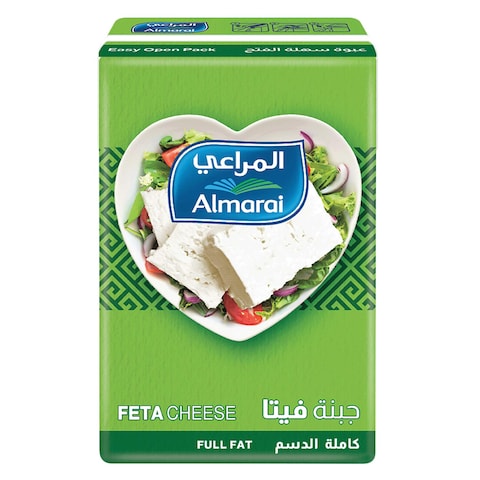 Easy Open Pack عبوة سهلة الفتح
المراعي
Almarai
FETA CHEESE جبنة فيتا
FULL FAT كاملة الدسم